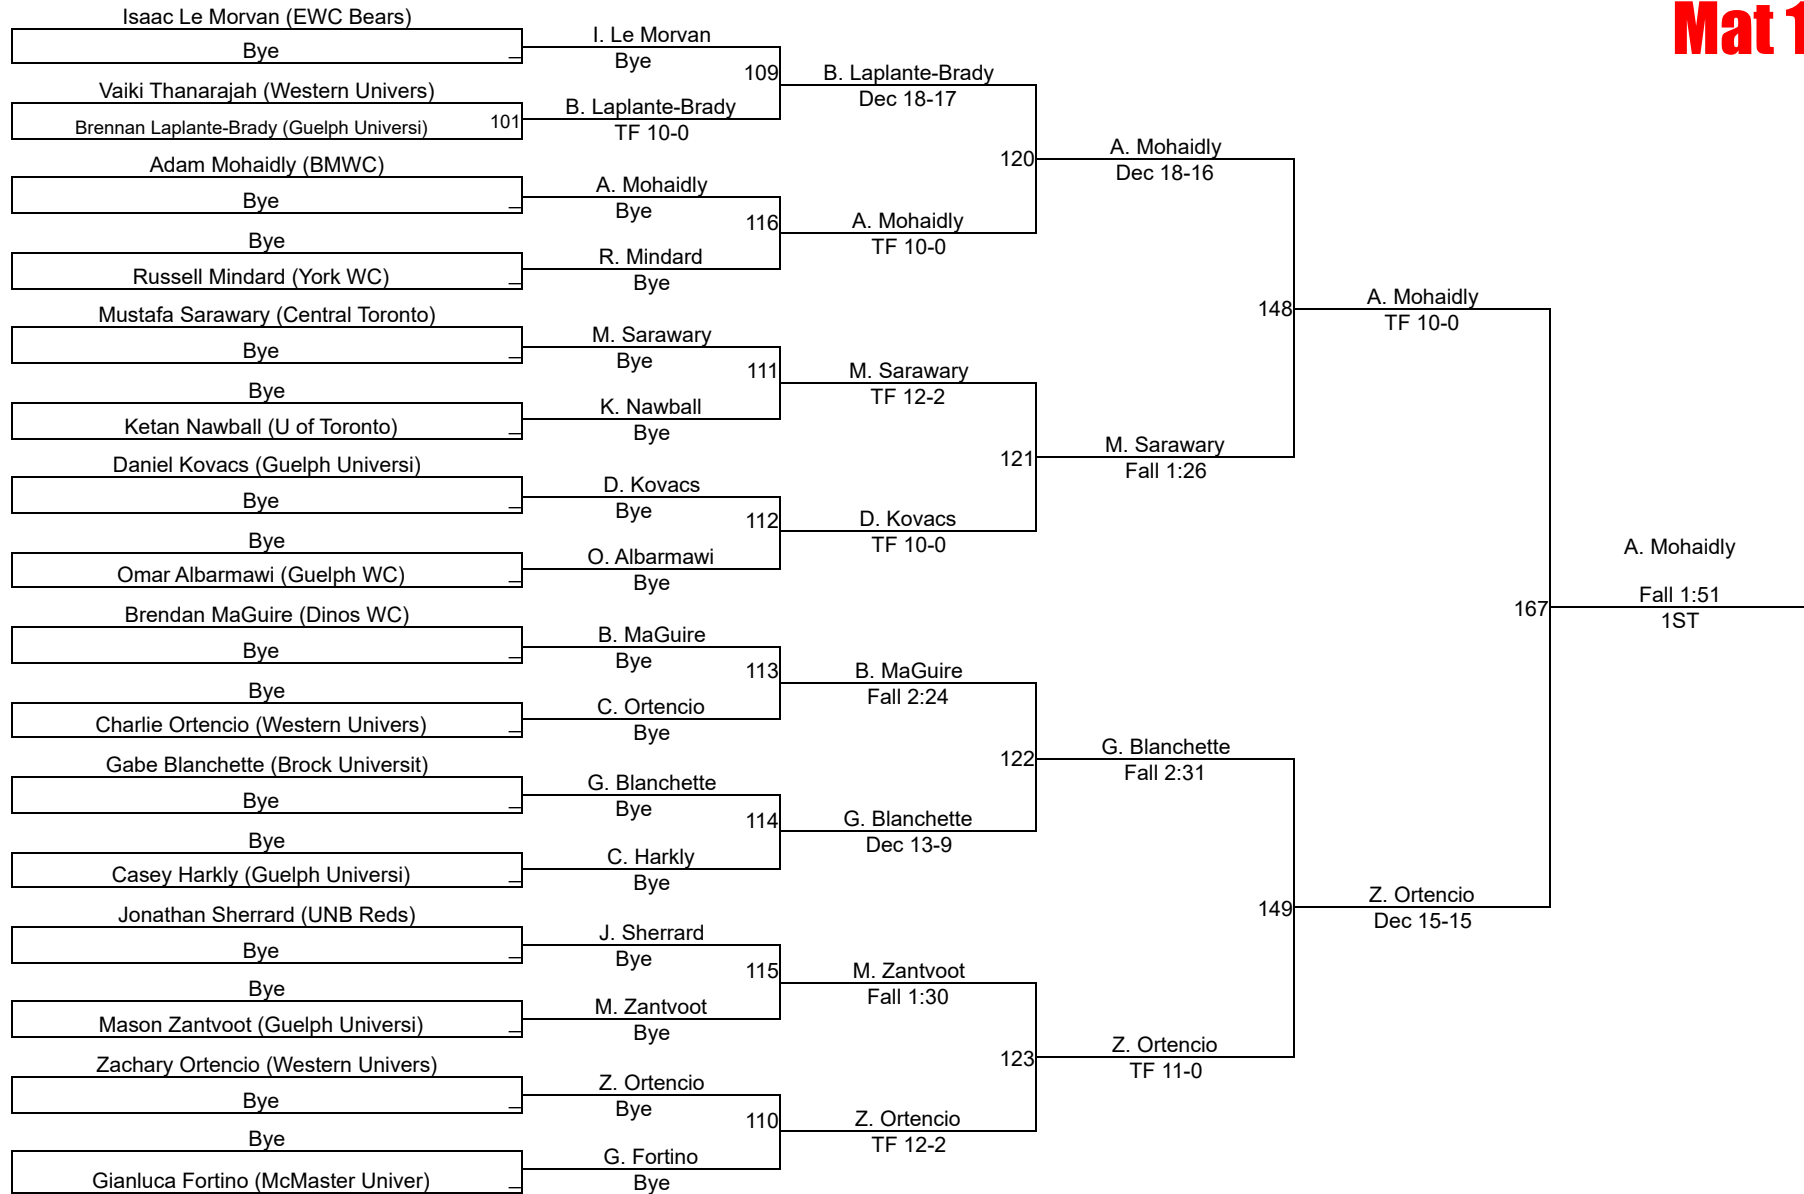 Mat 1
Isaac Le Morvan (EWC Bears)
Bye
Vaiki Thanarajah (Western Univers)
Brennan Laplante-Brady (Guelph Universi)
101
Adam Mohaidly (BMWC)
Bye
Bye
Russell Mindard (York WC)
Mustafa Sarawary (Central Toronto)
Bye
Bye
Ketan Nawball (U of Toronto)
Daniel Kovacs (Guelph Universi)
Bye
Bye
Omar Albarmawi (Guelph WC)
Brendan MaGuire (Dinos WC)
Bye
Bye
Charlie Ortencio (Western Univers)
Gabe Blanchette (Brock Universit)
Bye
Bye
Casey Harkly (Guelph Universi)
Jonathan Sherrard (UNB Reds)
Bye
Bye
Mason Zantvoot (Guelph Universi)
Zachary Ortencio (Western Univers)
Bye
Bye
Gianluca Fortino (McMaster Univer)
I. Le Morvan
Bye
109
B. Laplante-Brady
TF 10-0
A. Mohaidly
Bye
116
R. Mindard
Bye
M. Sarawary
Bye
111
K. Nawball
Bye
D. Kovacs
Bye
112
O. Albarmawi
Bye
B. MaGuire
Bye
113
C. Ortencio
Bye
G. Blanchette
Bye
114
C. Harkly
Bye
J. Sherrard
Bye
115
M. Zantvoot
Bye
Z. Ortencio
Bye
110
G. Fortino
Bye
B. Laplante-Brady
Dec 18-17
120
A. Mohaidly
TF 10-0
M. Sarawary
TF 12-2
121
D. Kovacs
TF 10-0
B. MaGuire
Fall 2:24
122
G. Blanchette
Dec 13-9
M. Zantvoot
Fall 1:30
123
Z. Ortencio
TF 12-2
A. Mohaidly
Dec 18-16
148
M. Sarawary
Fall 1:26
G. Blanchette
Fall 2:31
149
Z. Ortencio
TF 11-0
A. Mohaidly
TF 10-0
167
Z. Ortencio
Dec 15-15
A. Mohaidly
Fall 1:51
1ST